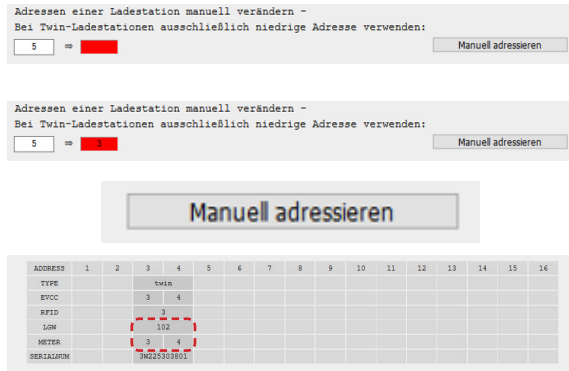 Adressen einer Ladestation manuell verändern -
Bei Twin-Ladestationen ausschließlich niedrige Adresse verwenden:
5 ⇒ Manuell adressieren
Adressen einer Ladestation manuell verändern -
Bei Twin-Ladestationen ausschließlich niedrige Adresse verwenden:
5 ⇒ 3 Manuell adressieren
Manuell adressieren
ADDRESS 1 2 3 4 5 6 7 8 9 10 11 12 13 14 15 16
TYPE twin
EVCC 3 4
RFID 3
LGW 102
METER 3 4
SERIALNUM 3W225303801